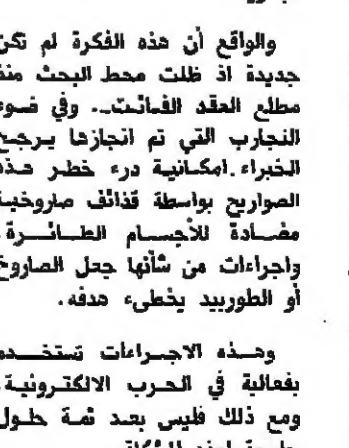 والواقع أن هذه الفكرة لم تكن
جديدة اذ ظلت محط البحث منذ
مطلع العقد الفائت.. وفي ضوء
التجارب التي تم انجازها يرجح
الخبراء امكانية درء خطر هذه
الصواريخ بواسطة قذائف صاروخية
مضادة للأجسام الطائرة.
واجراءات من شأنها جعل الصاروخ
أو الطوربيد يخطىء هدفه.
وهذه الاجراءات تستخدم
بفعالية في الحرب الالكترونية.
ومع ذلك فليس بعد ثمة حلول